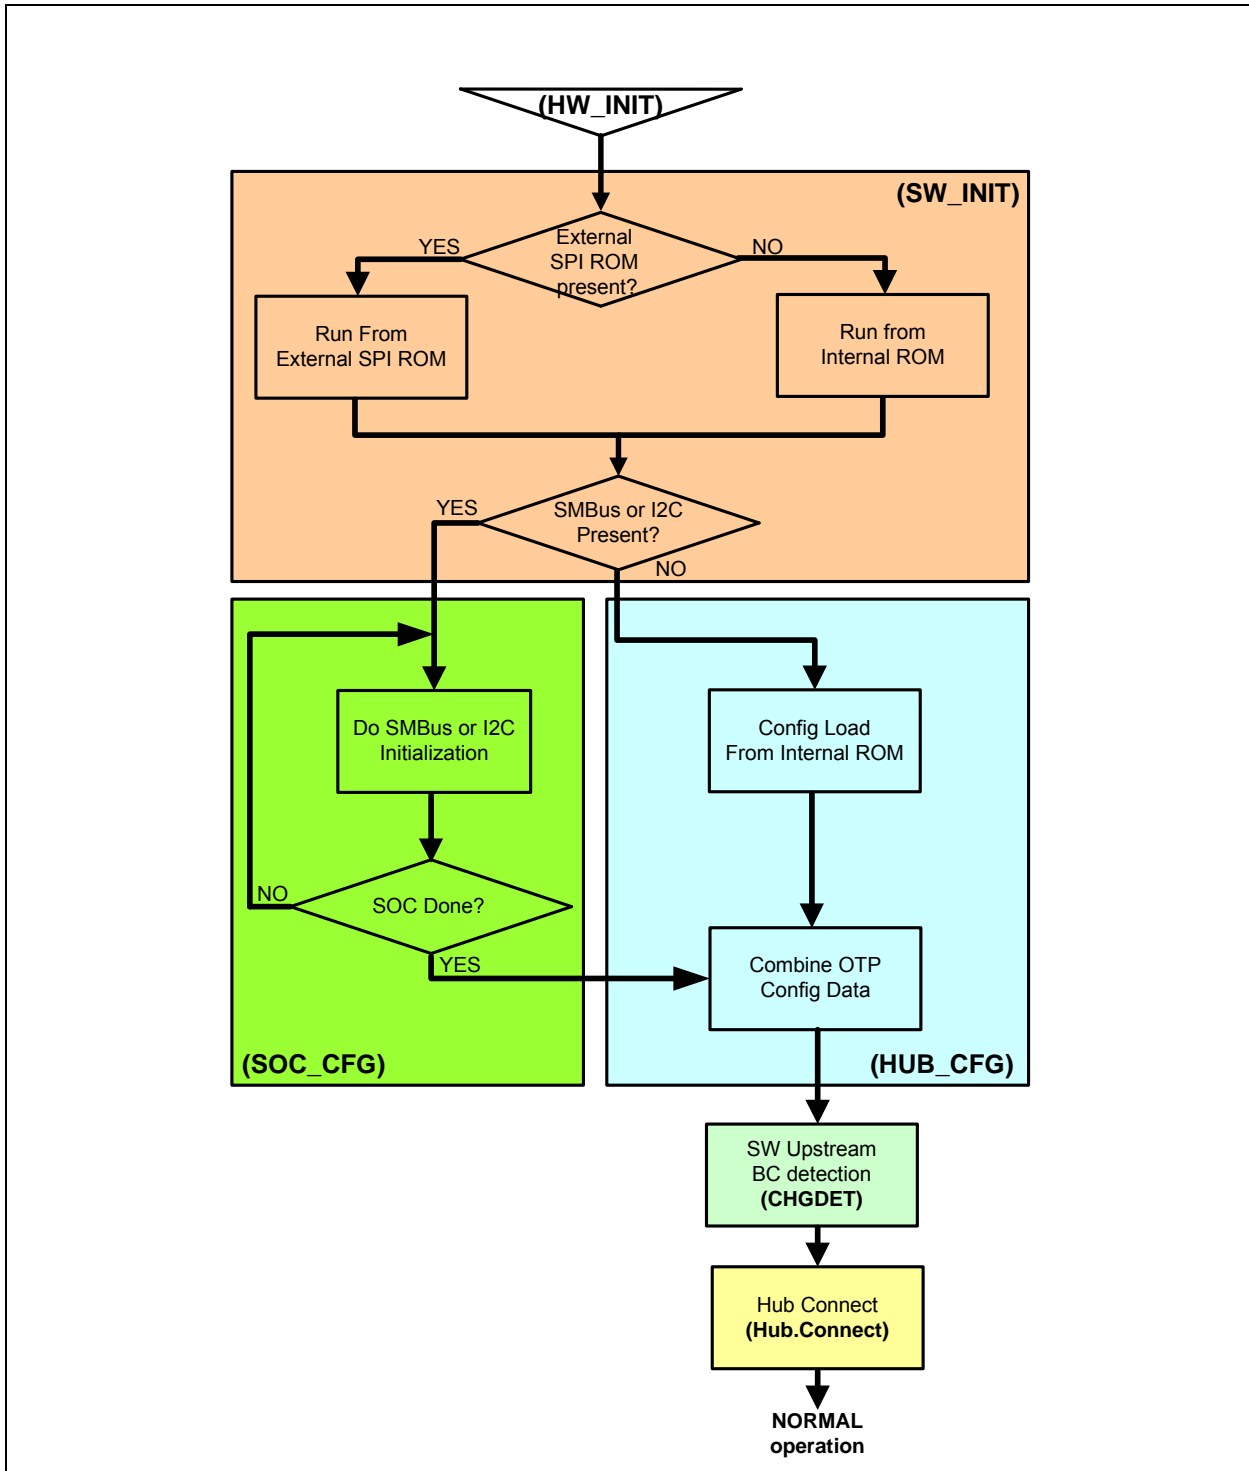 (HW_INIT)
(SW_INIT)
External
SPI ROM
present?
YES
NO
Run From
External SPI ROM
Run from
Internal ROM
SMBus or I2C
Present?
YES
NO
Do SMBus or I2C
Initialization
Config Load
From Internal ROM
SOC Done?
NO
YES
Combine OTP
Config Data
(SOC_CFG)
(HUB_CFG)
SW Upstream
BC detection
(CHGDET)
Hub Connect
(Hub.Connect)
NORMAL
operation